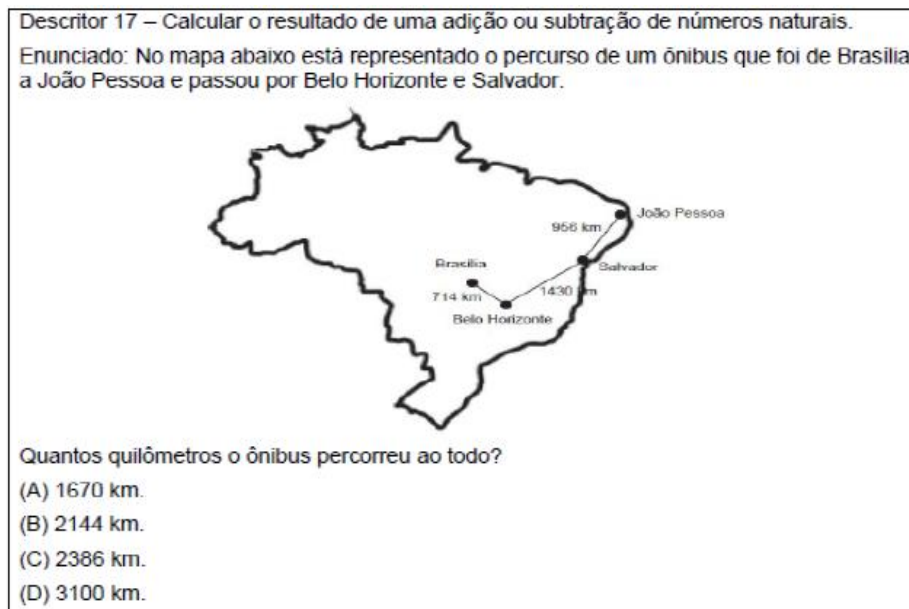 Descritor 17 – Calcular o resultado de uma adição ou subtração de números naturais.
Enunciado: No mapa abaixo está representado o percurso de um ônibus que foi de Brasília
a João Pessoa e passou por Belo Horizonte e Salvador.
João Pessoa
956 km
Salvador
Brasília
1430 km
714 km
Belo Horizonte
Quantos quilômetros o ônibus percorreu ao todo?
(A) 1670 km.
(B) 2144 km.
(C) 2386 km.
(D) 3100 km.